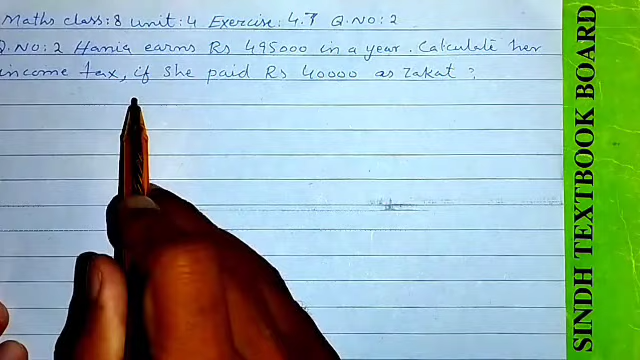 Maths class:8 unit:4 Exercise:4.7 Q.NO:2
Q.NO:2 Hania earns Rs 495000 in a year. Calculate her
income tax, if she paid Rs 40000 as zakat?
SINDH TEXTBOOK BOARD